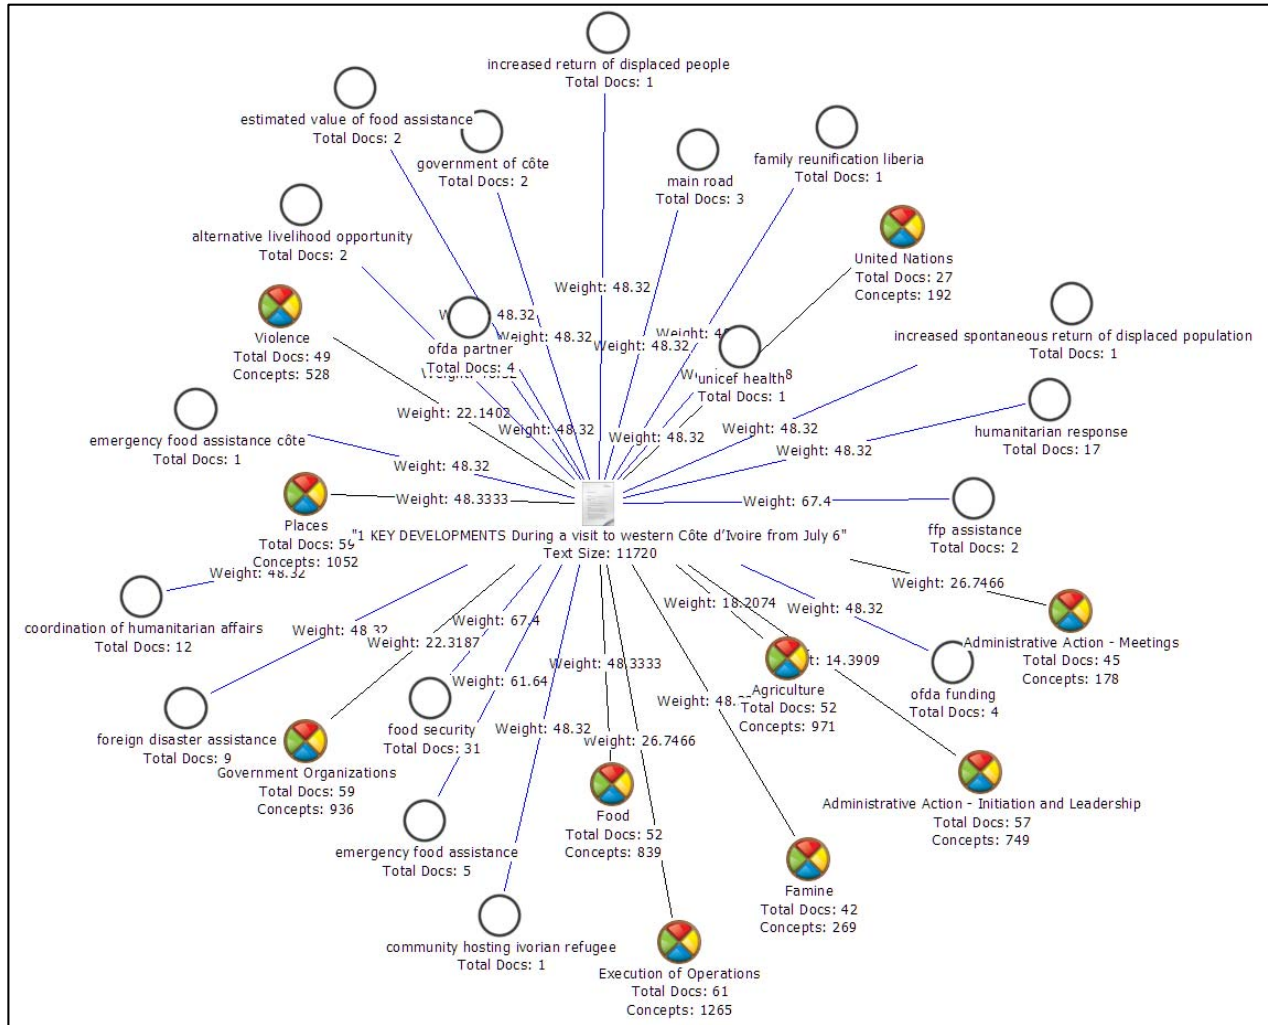 increased return of displaced people
Total Docs: 1
estimated value of food assistance
Total Docs: 2
government of côte
Total Docs: 2
main road
Total Docs: 3
family reunification liberia
Total Docs: 1
alternative livelihood opportunity
Total Docs: 2
United Nations
Total Docs: 27
Concepts: 192
Weight: 48.32
Violence
Total Docs: 49
Concepts: 528
48.32
Weight: 48.32
ofda partner
Total Docs: 4
Weight: 48.32
unicef health
Total Docs: 1
increased spontaneous return of displaced population
Total Docs: 1
Weight: 22.1402
Weight: 48.32
Weight: 48.32
Weight: 48.32
Weight: 48.32
humanitarian response
Total Docs: 17
emergency food assistance côte
Total Docs: 1
Weight: 48.32
Places
Total Docs: 59
Concepts: 1052
Weight: 48.3333
Weight: 67.4
ffp assistance
Total Docs: 2
"1 KEY DEVELOPMENTS During a visit to western Côte d'Ivoire from July 6"
Text Size: 11720
Weight: 48.32
coordination of humanitarian affairs
Total Docs: 12
Weight: 26.7466
Administrative Action - Meetings
Total Docs: 45
Concepts: 178
Weight: 48.32
Weight: 22.3187
Weight: 67.4
Weight: 18.2074
Weight: 48.32
ofda funding
Total Docs: 4
Weight: 61.64
Weight: 48.3333
Agriculture
Total Docs: 52
Concepts: 971
14.3909
foreign disaster assistance
Total Docs: 9
Government Organizations
Total Docs: 59
Concepts: 936
food security
Total Docs: 31
Weight: 48.32
Weight: 26.7466
Food
Total Docs: 52
Concepts: 839
Administrative Action - Initiation and Leadership
Total Docs: 57
Concepts: 749
emergency food assistance
Total Docs: 5
Famine
Total Docs: 42
Concepts: 269
community hosting ivorian refugee
Total Docs: 1
Execution of Operations
Total Docs: 61
Concepts: 1265